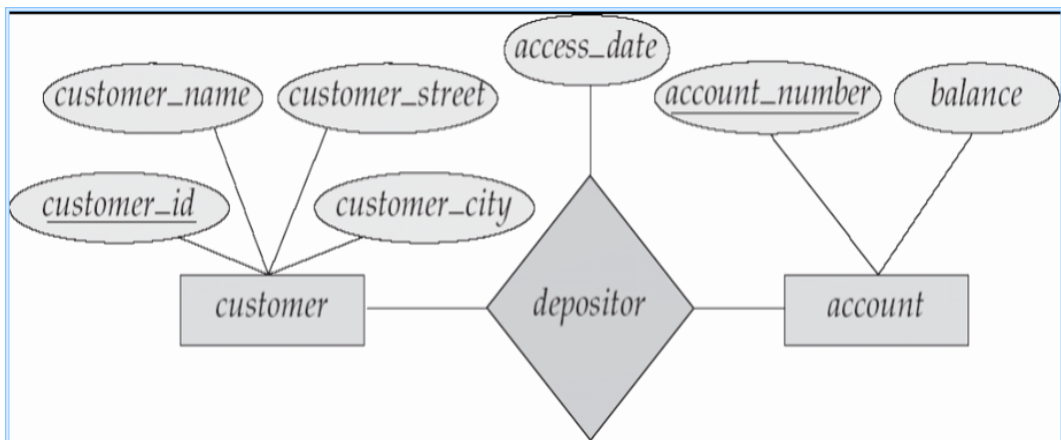 access_date
customer_name
customer_street
account_number
balance
customer_id
customer_city
customer
depositor
account